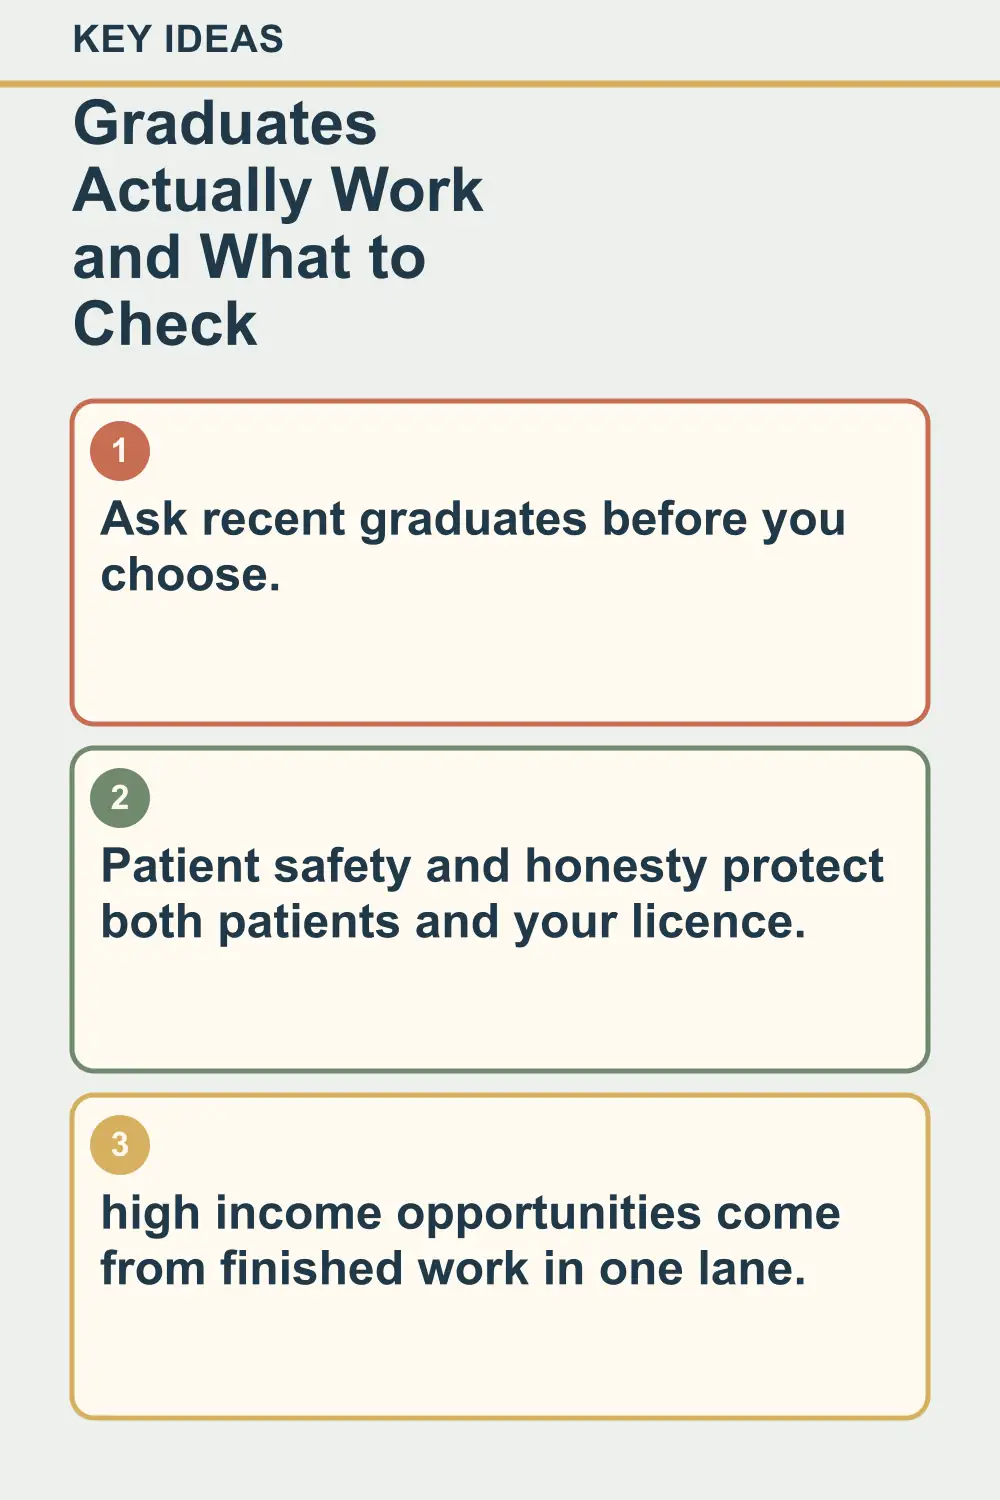 KEY IDEAS
Graduates
Actually Work
and What to
Check
1
Ask recent graduates before you
choose.
2
Patient safety and honesty protect
both patients and your licence.
3
high income opportunities come
from finished work in one lane.